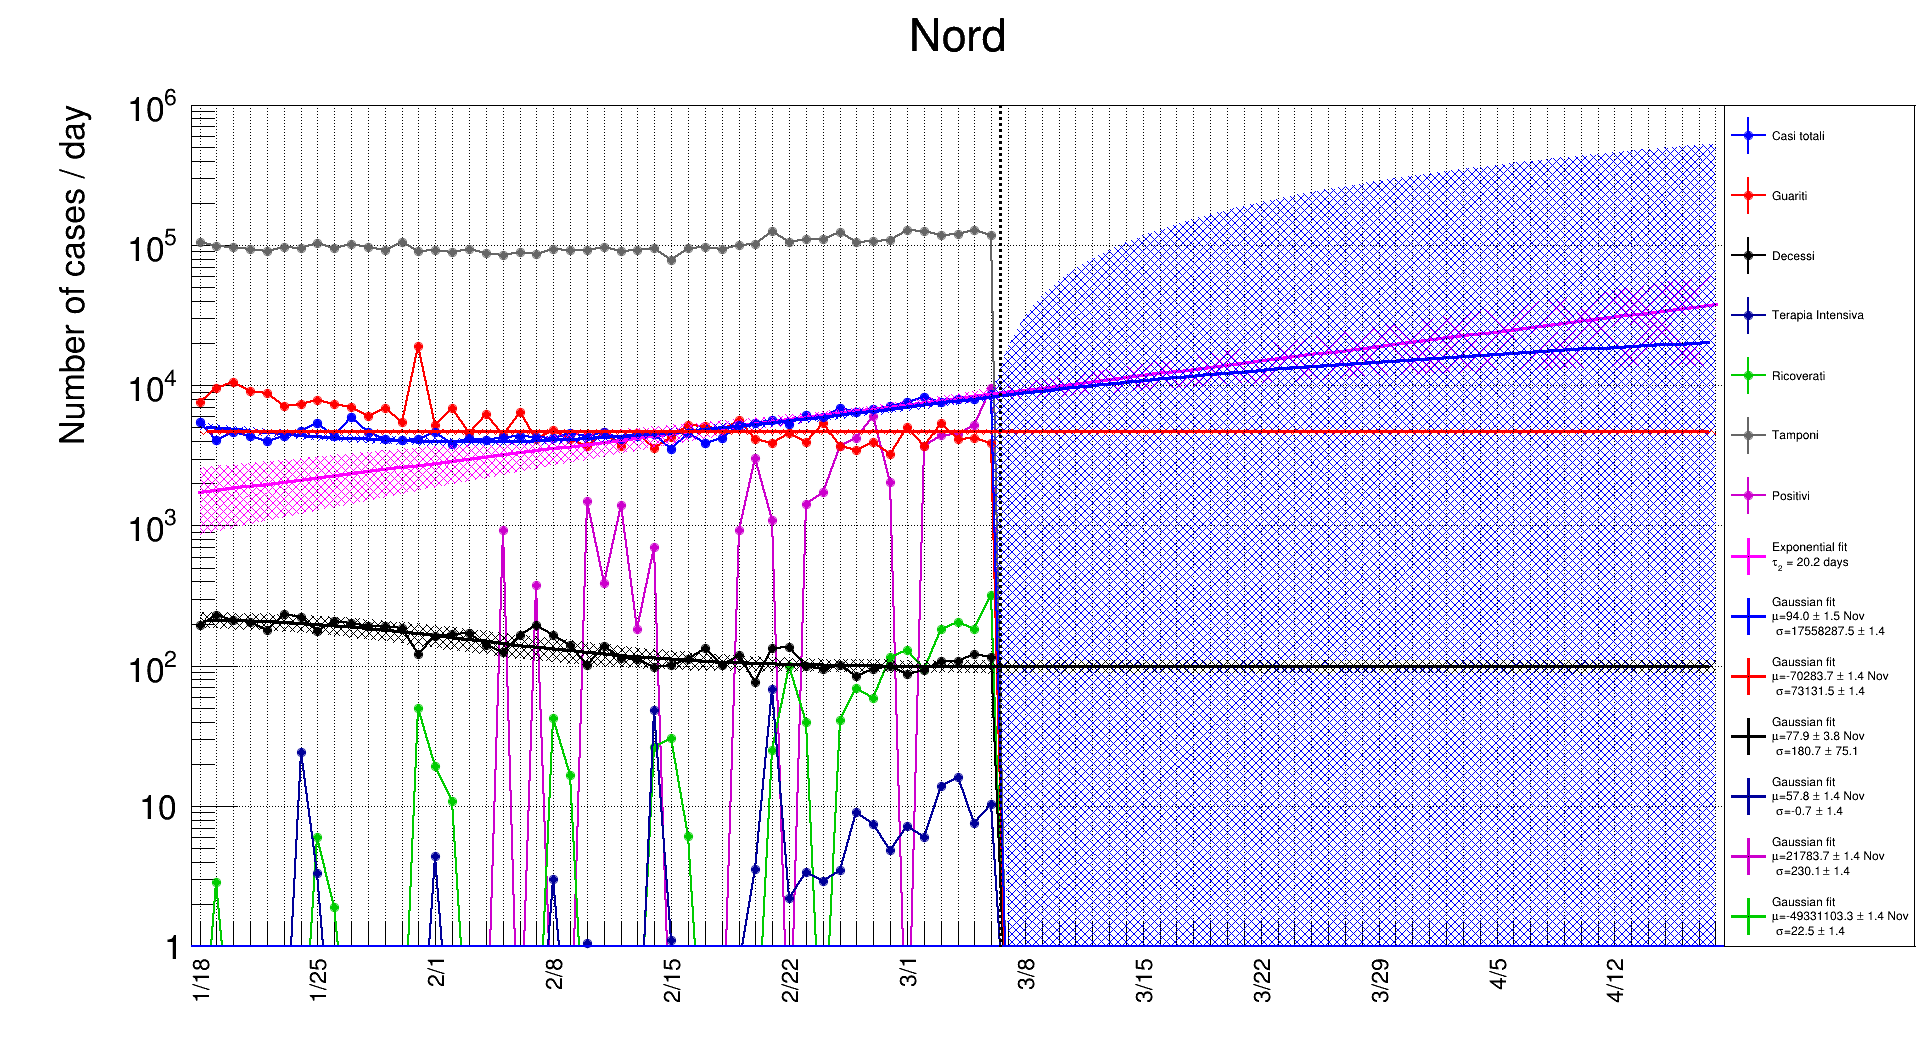 Nord
Number of cases / day
10^6
10^5
10^4
10^3
10^2
10
1
1/18
1/25
2/1
2/8
2/15
2/22
3/1
3/8
3/15
3/22
3/29
4/5
4/12
Casi totali
Guariti
Decessi
Terapia Intensiva
Ricoverati
Tamponi
Positivi
Exponential fit
τ_2 = 20.2 days
Gaussian fit
μ=94.0 ± 1.5 Nov
σ=17558287.5 ± 1.4
Gaussian fit
μ=-70283.7 ± 1.4 Nov
σ=73131.5 ± 1.4
Gaussian fit
μ=77.9 ± 3.8 Nov
σ=180.7 ± 75.1
Gaussian fit
μ=57.8 ± 1.4 Nov
σ=-0.7 ± 1.4
Gaussian fit
μ=21783.7 ± 1.4 Nov
σ=230.1 ± 1.4
Gaussian fit
μ=-49331103.3 ± 1.4 Nov
σ=22.5 ± 1.4